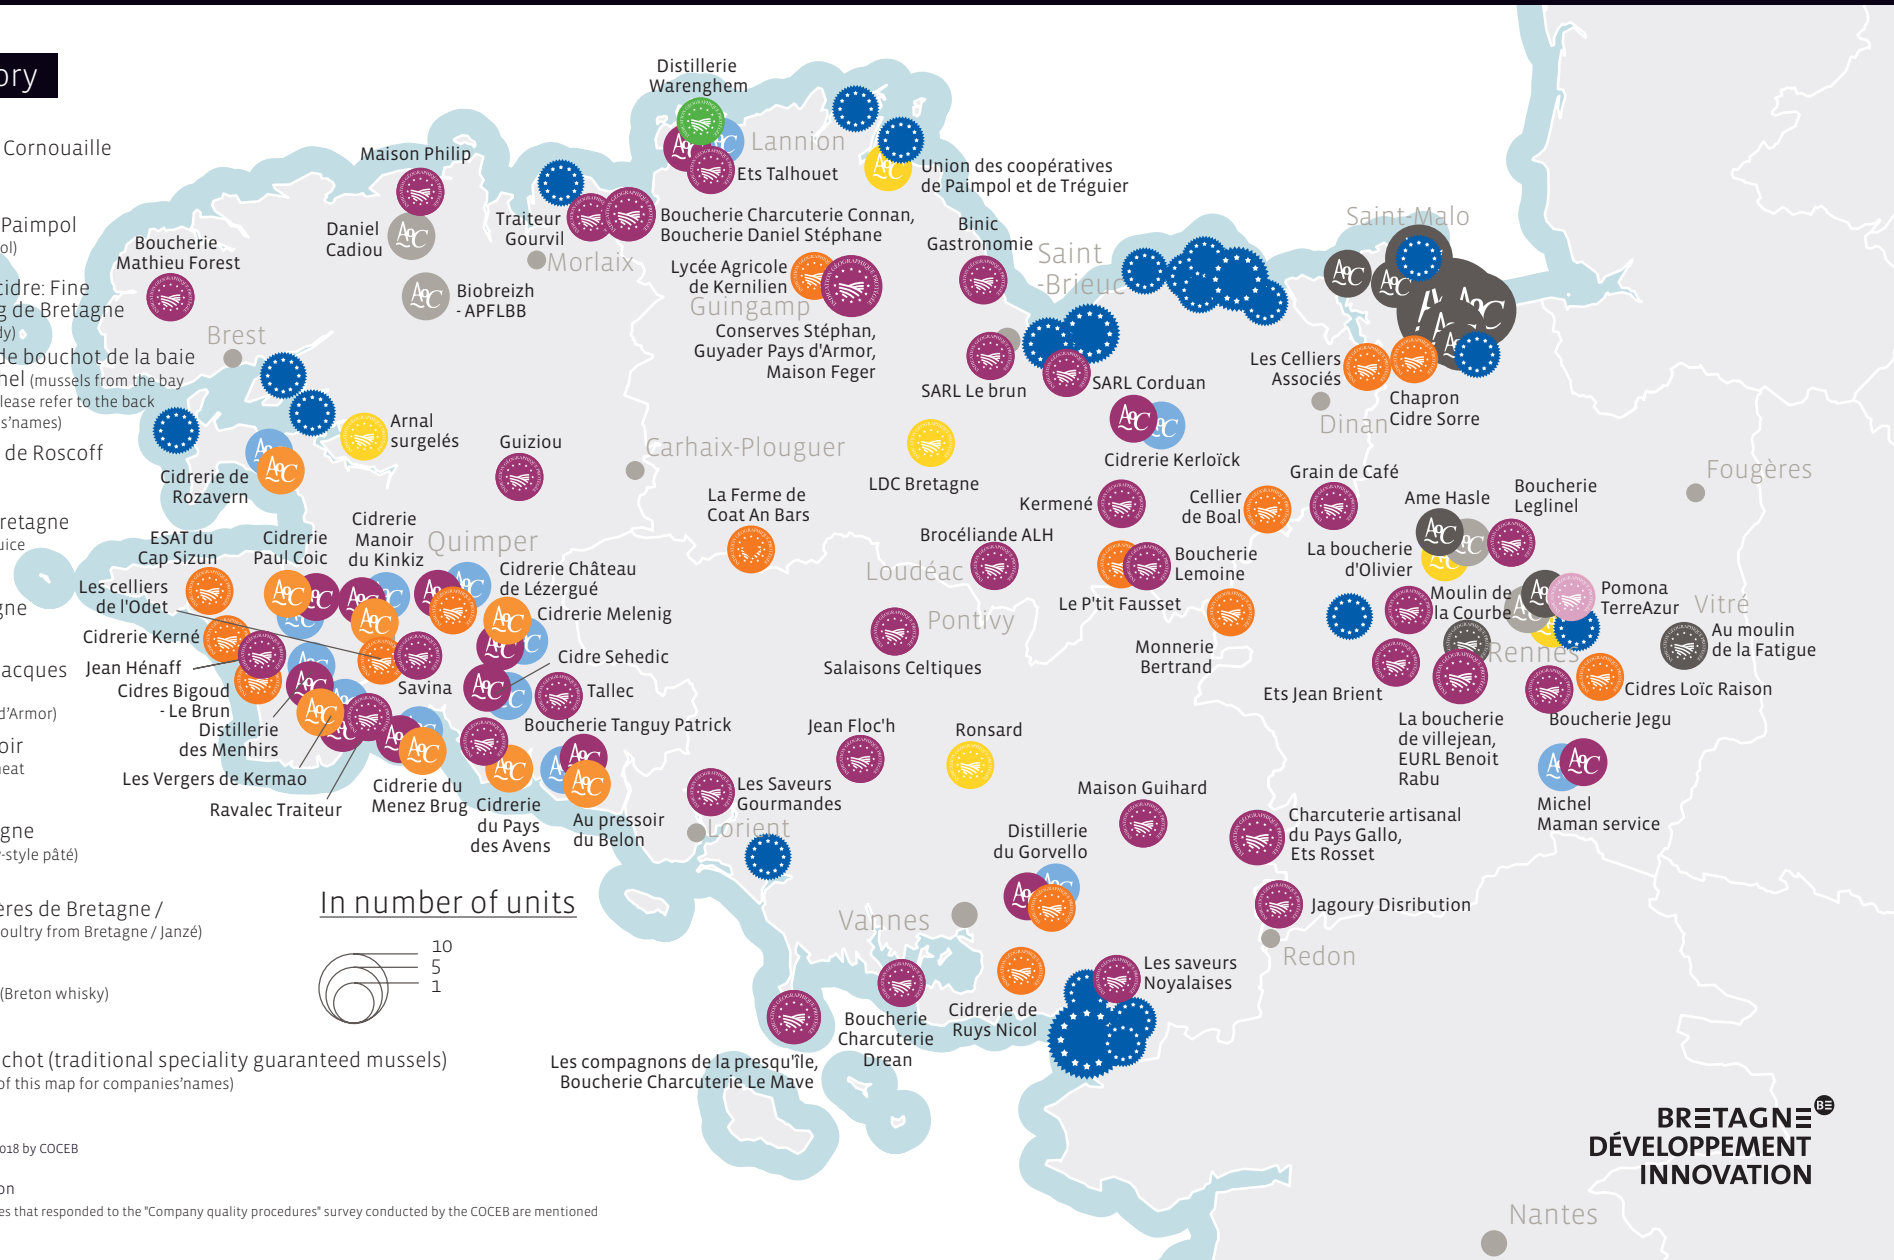 ory
Cornouaille
Paimpol
ol)
cidre: Fine
g de Bretagne
dy)
de bouchot de la baie
hel (mussels from the bay
lease refer to the back
s'names)
de Roscoff
retagne
uice
gne
acques
d'Armor)
oir
neat
gne
-style pâté)
ères de Bretagne /
oultry from Bretagne / Janzé)
(Breton whisky)
chot (traditional speciality guaranteed mussels)
of this map for companies'names)
018 by COCEB
on
es that responded to the "Company quality procedures" survey conducted by the COCEB are mentioned
In number of units
10
5
1
Distillerie
Warenghem
Lannion
Ets Talhouet
Union des coopératives
de Paimpol et de Tréguier
Maison Philip
Daniel
Cadiou
Traiteur
Gourvil
Morlaix
Boucherie Charcuterie Connan,
Boucherie Daniel Stéphane
Binic
Gastronomie
Saint
-Brieuc
Saint-Malo
Boucherie
Mathieu Forest
Biobreizh
- APFLBB
Lycée Agricole
de Kernilien
Guingamp
Conserves Stéphan,
Guyader Pays d'Armor,
Maison Feger
Brest
SARL Le brun
SARL Corduan
Les Celliers
Associés
Chapron
Cidre Sorre
Dinan
Arnal
surgelés
Guiziou
Carhaix-Plouguer
LDC Bretagne
Cidrerie Kerloïck
Cidrerie de
Rozavern
La Ferme de
Coat An Bars
Kermené
Cellier
de Boal
Grain de Café
Ame Hasle
Boucherie
Leglinel
Fougères
ESAT du
Cap Sizun
Cidrerie
Paul Coic
Cidrerie
Manoir
du Kinkiz
Quimper
Cidrerie Château
de Lézergué
Brocéliande ALH
Loudéac
Boucherie
Lemoine
Le P'tit Fausset
La boucherie
d'Olivier
Les celliers
de l'Odet
Cidrerie Melenig
Cidrerie Kerné
Jean Hénaff
Cidres Bigoud
- Le Brun
Savina
Cidre Sehedic
Tallec
Pontivy
Salaisons Celtiques
Monnerie
Bertrand
Moulin de
la Courbe
Pomona
TerreAzur
Vitré
Au moulin
de la Fatigue
Rennes
Ets Jean Brient
Cidres Loïc Raison
Boucherie Jegu
La boucherie
de villejean,
EURL Benoit
Rabu
Michel
Maman service
Distillerie
des Menhirs
Les Vergers de Kermao
Ravalec Traiteur
Boucherie Tanguy Patrick
Cidrerie du
Menez Brug
Cidrerie
du Pays
des Avens
Au pressoir
du Belon
Jean Floc'h
Ronsard
Les Saveurs
Gourmandes
Lorient
Maison Guihard
Distillerie
du Gorvello
Charcuterie artisanal
du Pays Gallo,
Ets Rosset
Jagoury Disribution
Redon
Vannes
Les saveurs
Noyalaises
Cidrerie de
Ruys Nicol
Boucherie
Charcuterie
Drean
Les compagnons de la presqu'île,
Boucherie Charcuterie Le Mave
BRETAGNE
DÉVELOPPEMENT
INNOVATION
Nantes